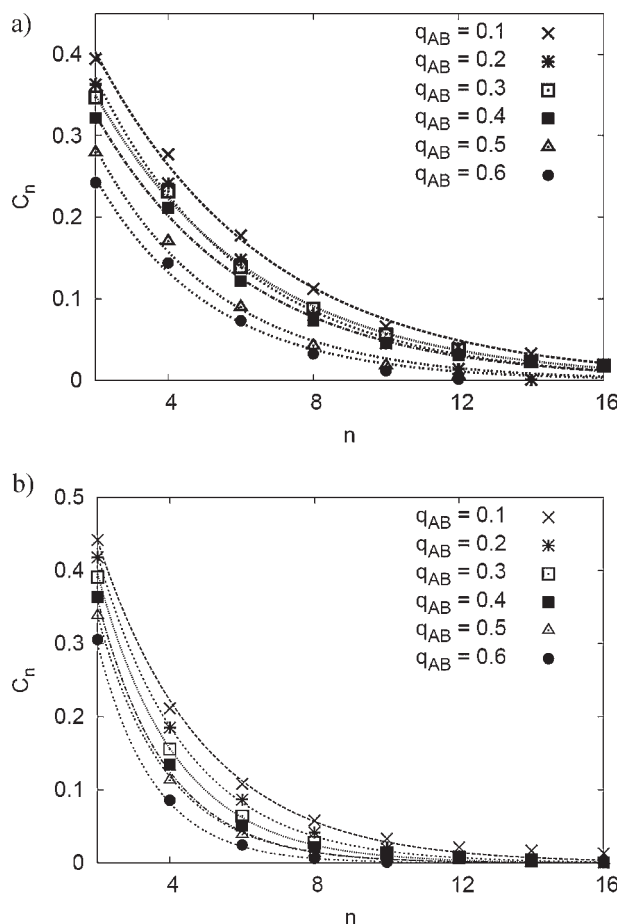 a)
0.4
0.3
0.2
0.1
0
C_n
4
8
12
16
n
q_AB = 0.1
q_AB = 0.2
q_AB = 0.3
q_AB = 0.4
q_AB = 0.5
q_AB = 0.6
b)
0.5
0.4
0.3
0.2
0.1
0
C_n
4
8
12
16
n
q_AB = 0.1
q_AB = 0.2
q_AB = 0.3
q_AB = 0.4
q_AB = 0.5
q_AB = 0.6